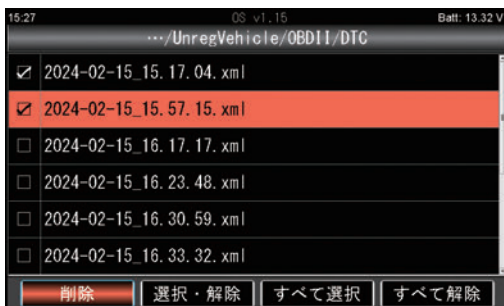 15:27 OS v1.15 Batt: 13.32 V
…/UnregVehicle/OBDII/DTC
2024-02-15_15.17.04.xml
2024-02-15_15.57.15.xml
2024-02-15_16.17.17.xml
2024-02-15_16.23.48.xml
2024-02-15_16.30.59.xml
2024-02-15_16.33.32.xml
削除 選択・解除 すべて選択 すべて解除